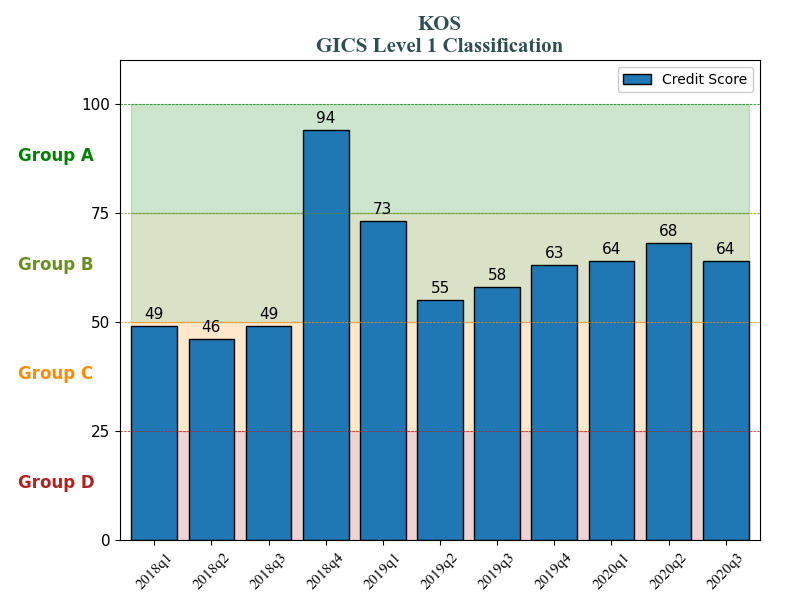 KOS
GICS Level 1 Classification
Credit Score
100
Group A
94
75
73
Group B
49
46
49
55
58
63
64
68
64
50
Group C
25
Group D
0
2018q1
2018q2
2018q3
2018q4
2019q1
2019q2
2019q3
2019q4
2020q1
2020q2
2020q3